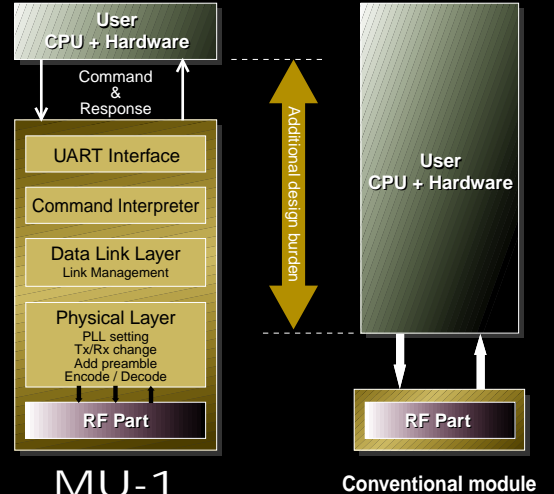 User
CPU + Hardware
Command
&
Response
UART Interface
Command Interpreter
Data Link Layer
Link Management
Physical Layer
PLL setting
Tx/Rx change
Add preamble
Encode / Decode
RF Part
MU-1
Additional design burden
User
CPU + Hardware
RF Part
Conventional module